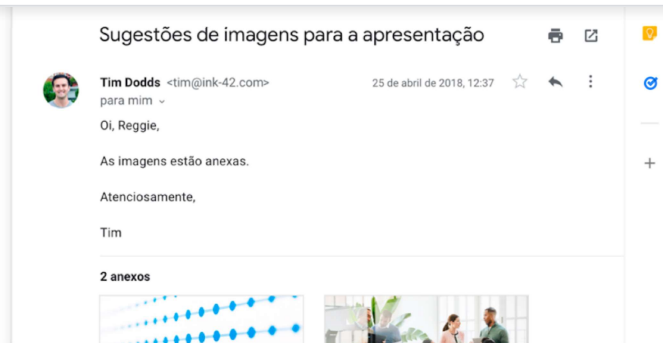 Sugestões de imagens para a apresentação
Tim Dodds <tim@ink-42.com> 25 de abril de 2018, 12:37
para mim
Oi, Reggie,
As imagens estão anexas.
Atenciosamente,
Tim
2 anexos